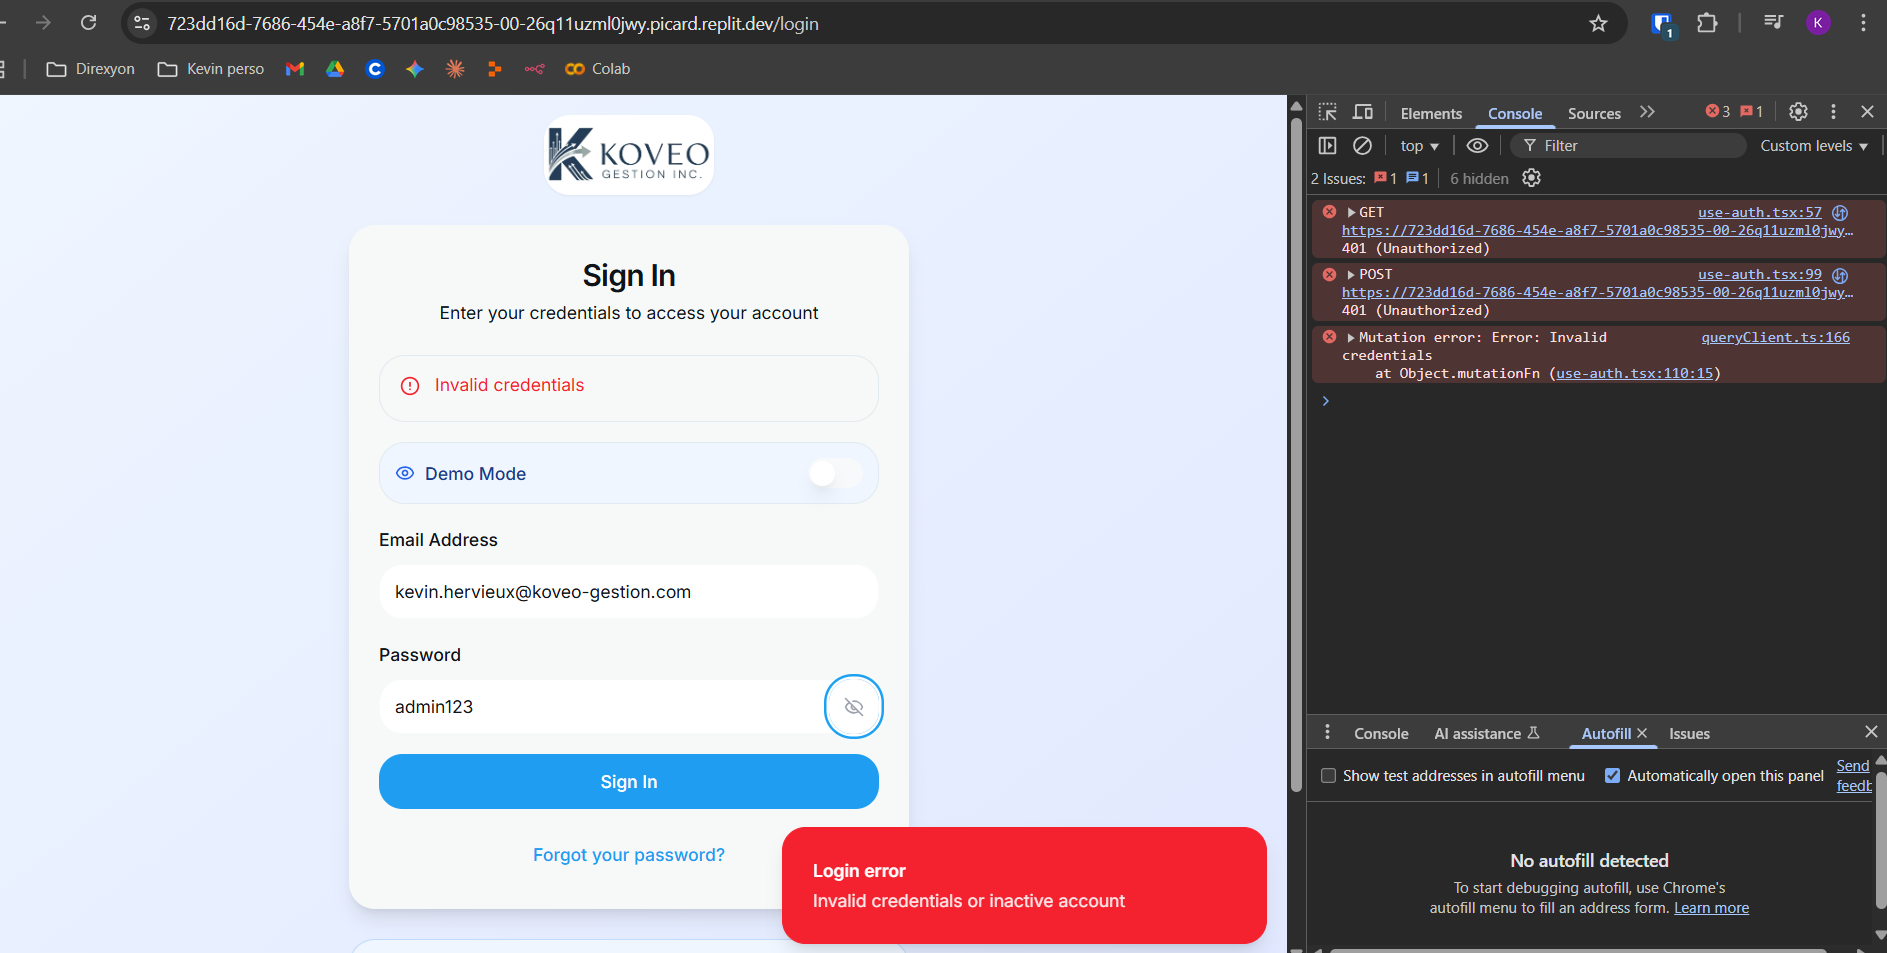 723dd16d-7686-454e-a8f7-5701a0c98535-00-26q11uzml0jwy.picard.replit.dev/login
1
K
Direxyon
Kevin perso
Colab
KOVEO
GESTION INC.
Sign In
Enter your credentials to access your account
Invalid credentials
Demo Mode
Email Address
kevin.hervieux@koveo-gestion.com
Password
admin123
Sign In
Forgot your password?
Login error
Invalid credentials or inactive account
Elements Console Sources 3 1
top Filter Custom levels
2 Issues: 1 1 6 hidden
GET use-auth.tsx:57
https://723dd16d-7686-454e-a8f7-5701a0c98535-00-26q11uzml0jwy…
401 (Unauthorized)
POST use-auth.tsx:99
https://723dd16d-7686-454e-a8f7-5701a0c98535-00-26q11uzml0jwy…
401 (Unauthorized)
Mutation error: Error: Invalid queryClient.ts:166
credentials
at Object.mutationFn (use-auth.tsx:110:15)
Console AI assistance Autofill Issues
Show test addresses in autofill menu Automatically open this panel Send
feedb
No autofill detected
To start debugging autofill, use Chrome's
autofill menu to fill an address form. Learn more